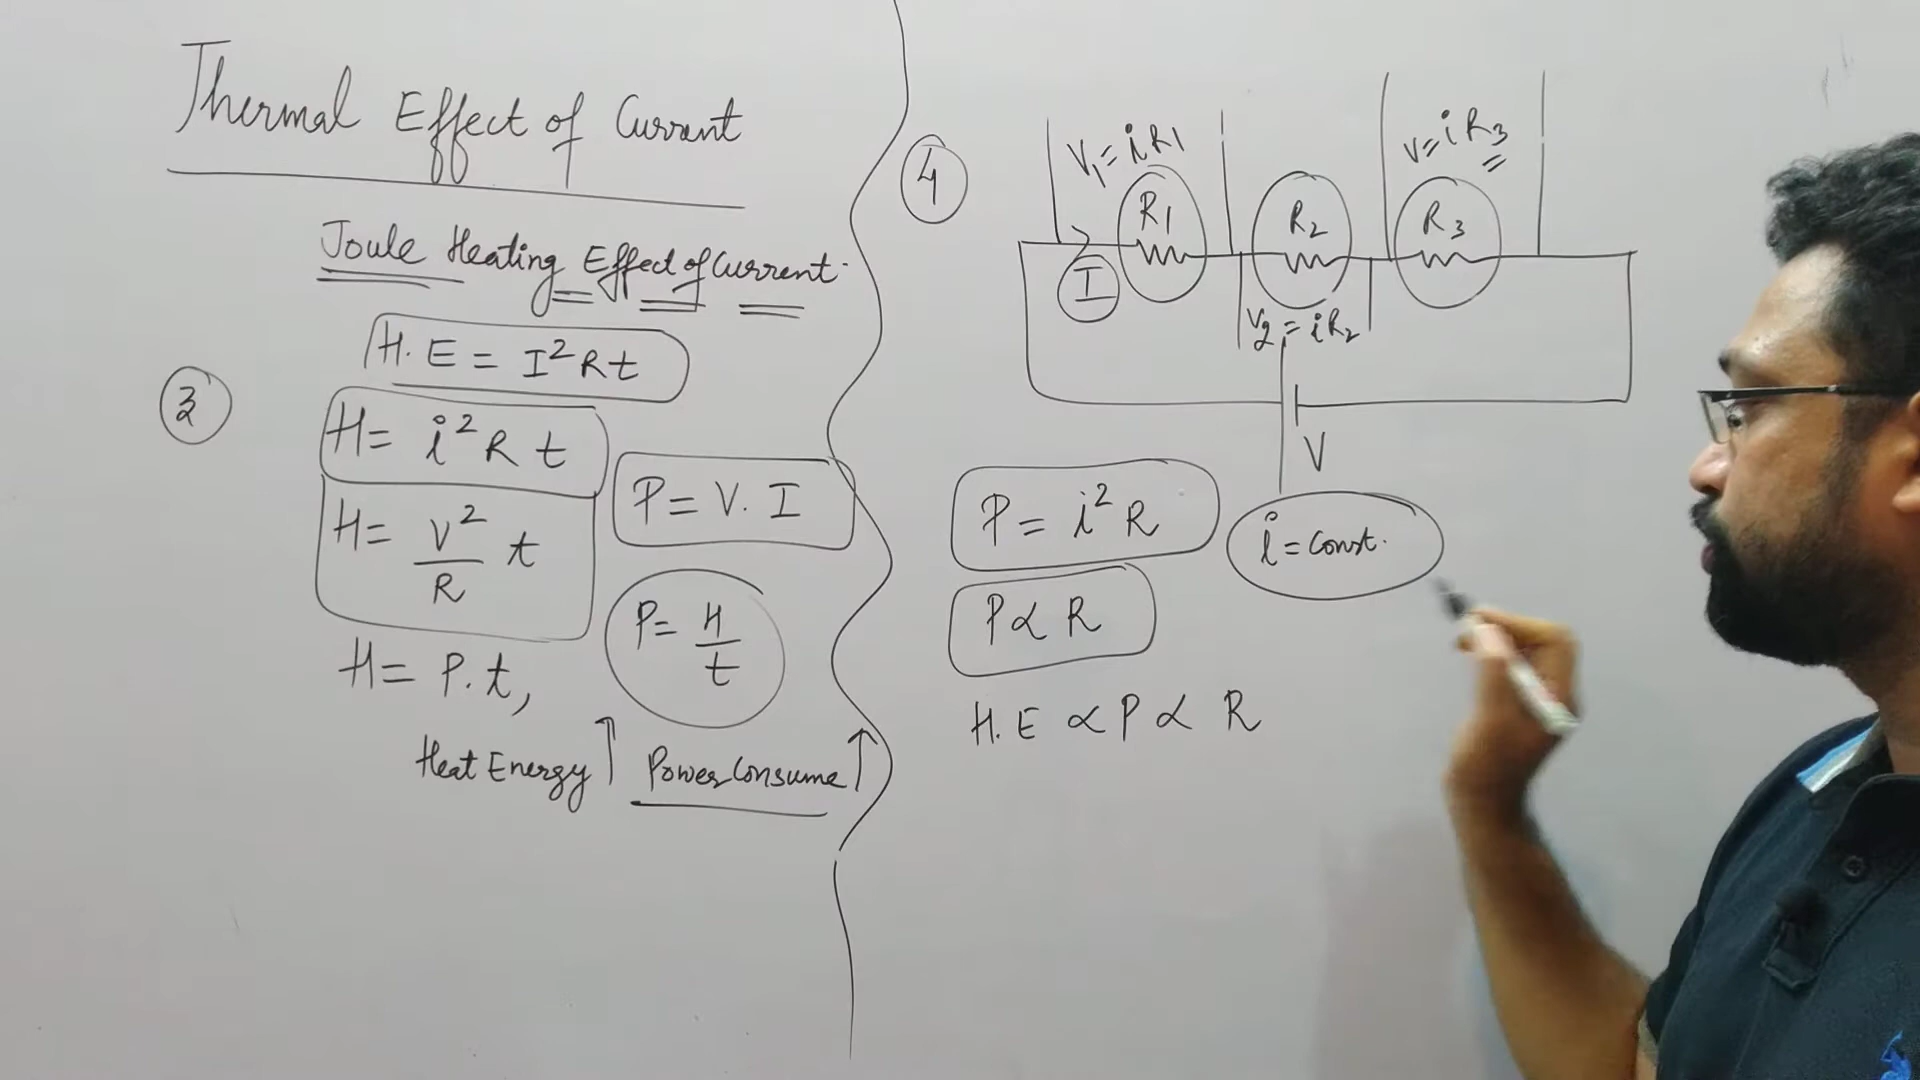 Thermal Effect of Current
Joule Heating Effect of Current.
H.E = I²Rt
3
H = i²Rt
H = V²/R t
P = V.I
P = H/t
H = P.t,
Heat Energy ↑ Power Consume ↑
4
V₁ = iR1
V = iR3
R1
R2
R3
I
V2 = iR2
V
P = i²R
i = Const.
P ∝ R
H.E ∝ P ∝ R